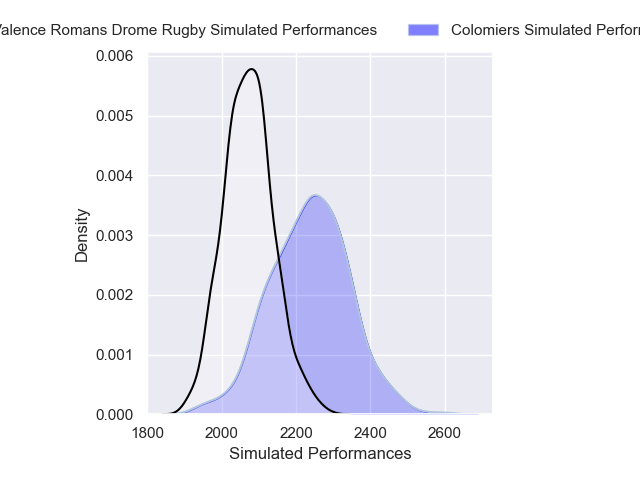 Valence Romans Drome Rugby Simulated Performances
Colomiers Simulated
0.006
0.005
0.004
0.003
0.002
0.001
0.000
Density
1800 2000 2200 2400 2600
Simulated Performances